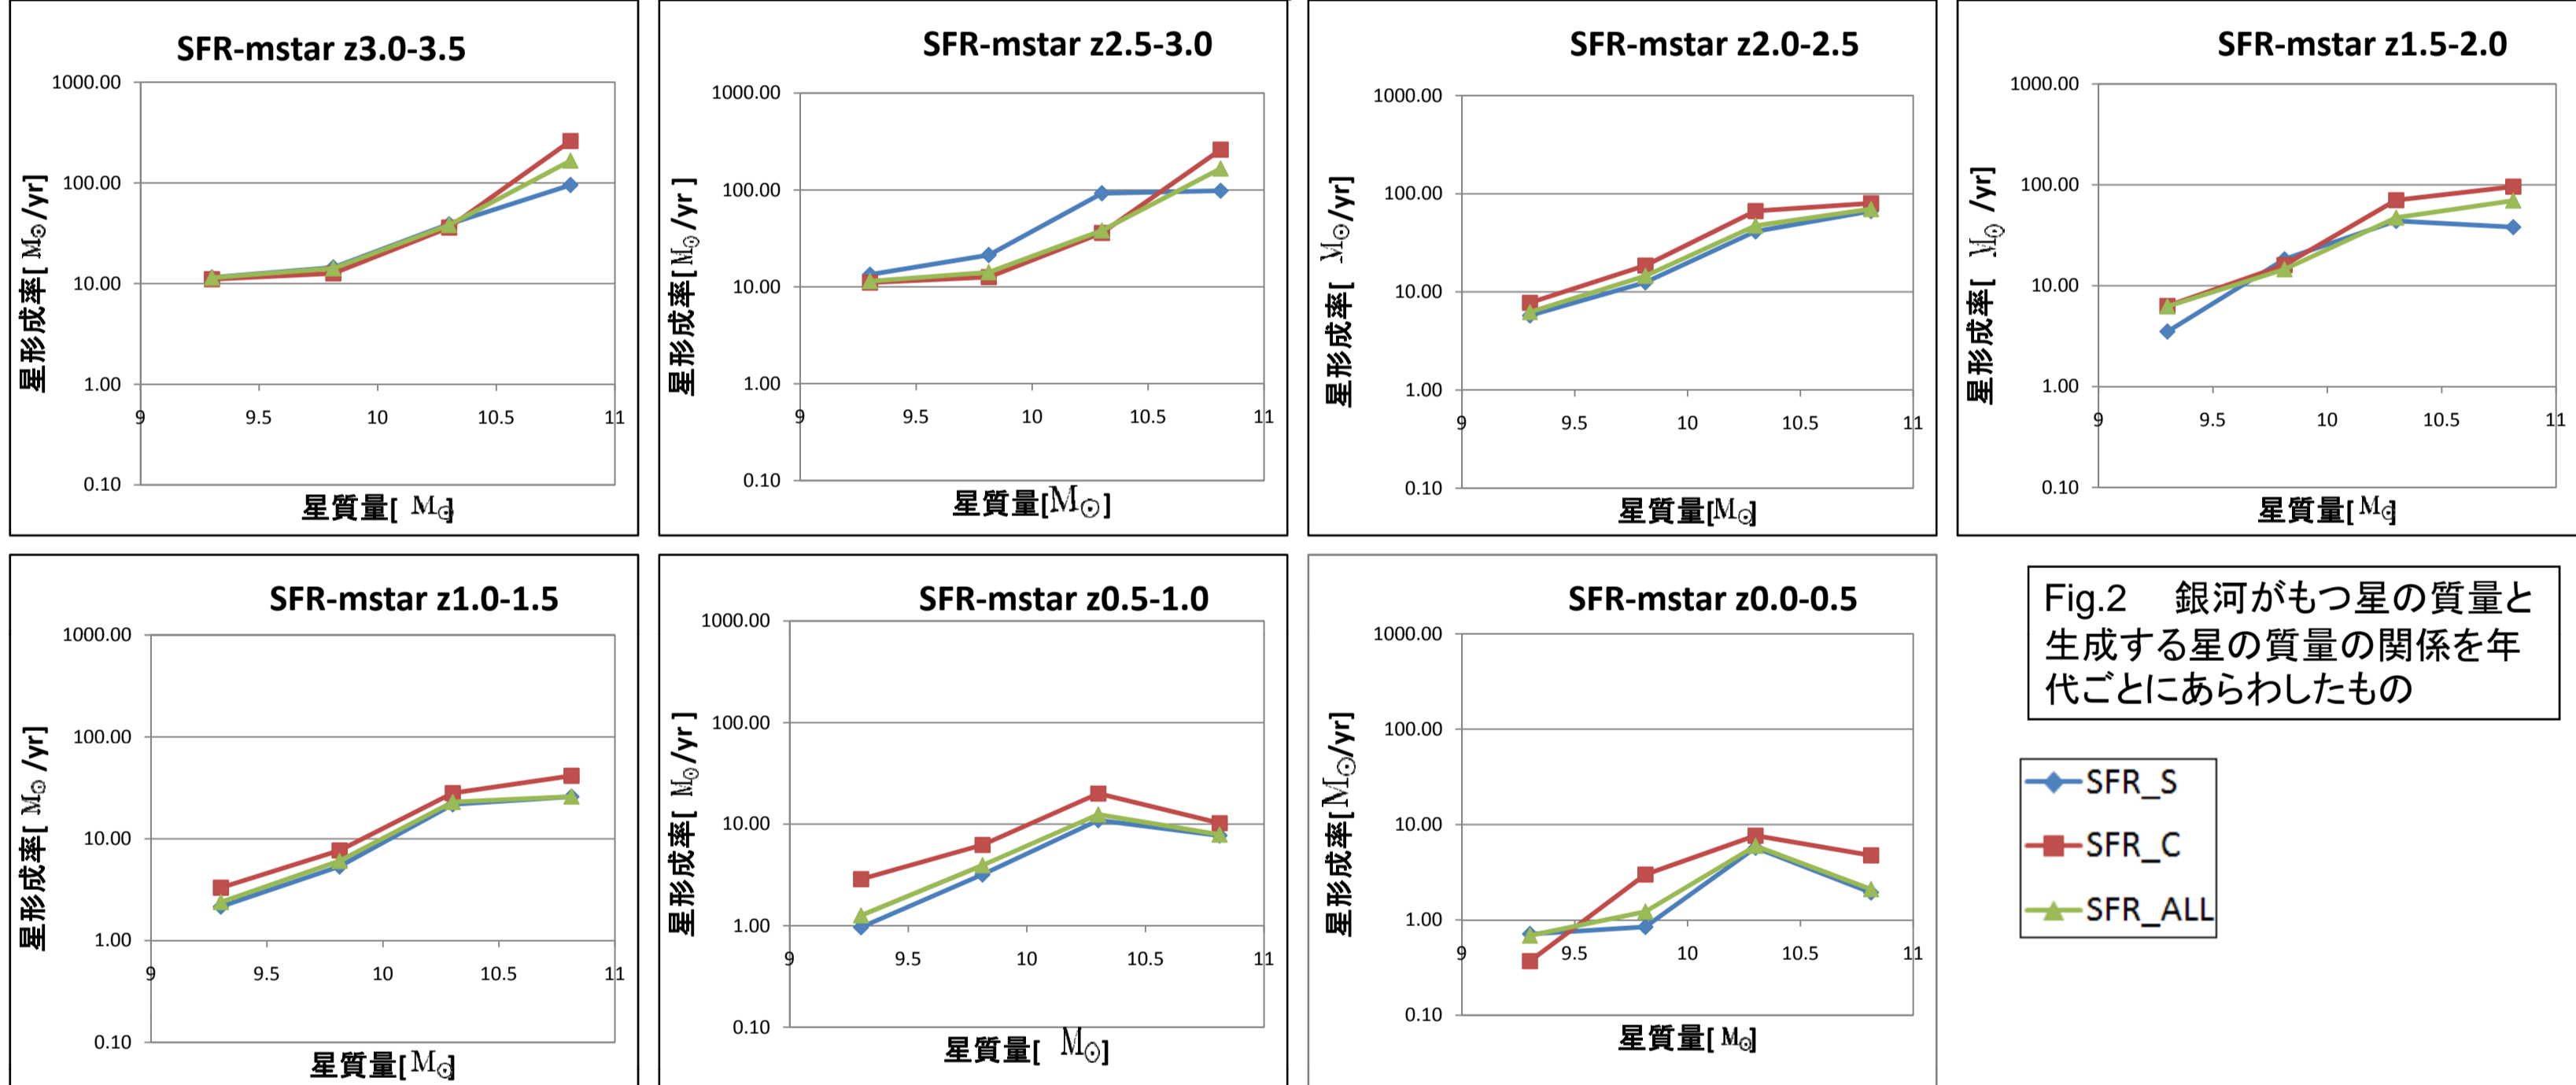 SFR-mstar z3.0-3.5
1000.00
100.00
10.00
1.00
0.10
9
9.5
10
10.5
11
星形成率[ M☉/yr]
星質量[ M☉]
SFR-mstar z2.5-3.0
1000.00
100.00
10.00
1.00
0.10
9
9.5
10
10.5
11
星形成率[M☉/yr]
星質量[M☉]
SFR-mstar z2.0-2.5
1000.00
100.00
10.00
1.00
0.10
9
9.5
10
10.5
11
星形成率[ M☉/yr]
星質量[M☉]
SFR-mstar z1.5-2.0
1000.00
100.00
10.00
1.00
0.10
9
9.5
10
10.5
11
星形成率[ M☉ /yr]
星質量[ M☉]
SFR-mstar z1.0-1.5
1000.00
100.00
10.00
1.00
0.10
9
9.5
10
10.5
11
星形成率[ M☉ /yr]
星質量[M☉]
SFR-mstar z0.5-1.0
1000.00
100.00
10.00
1.00
0.10
9
9.5
10
10.5
11
星形成率[ M☉/yr]
星質量[ M☉]
SFR-mstar z0.0-0.5
1000.00
100.00
10.00
1.00
0.10
9
9.5
10
10.5
11
星形成率[M☉/yr]
星質量[ M☉]
Fig.2 銀河がもつ星の質量と
生成する星の質量の関係を年
代ごとにあらわしたもの
SFR_S
SFR_C
SFR_ALL